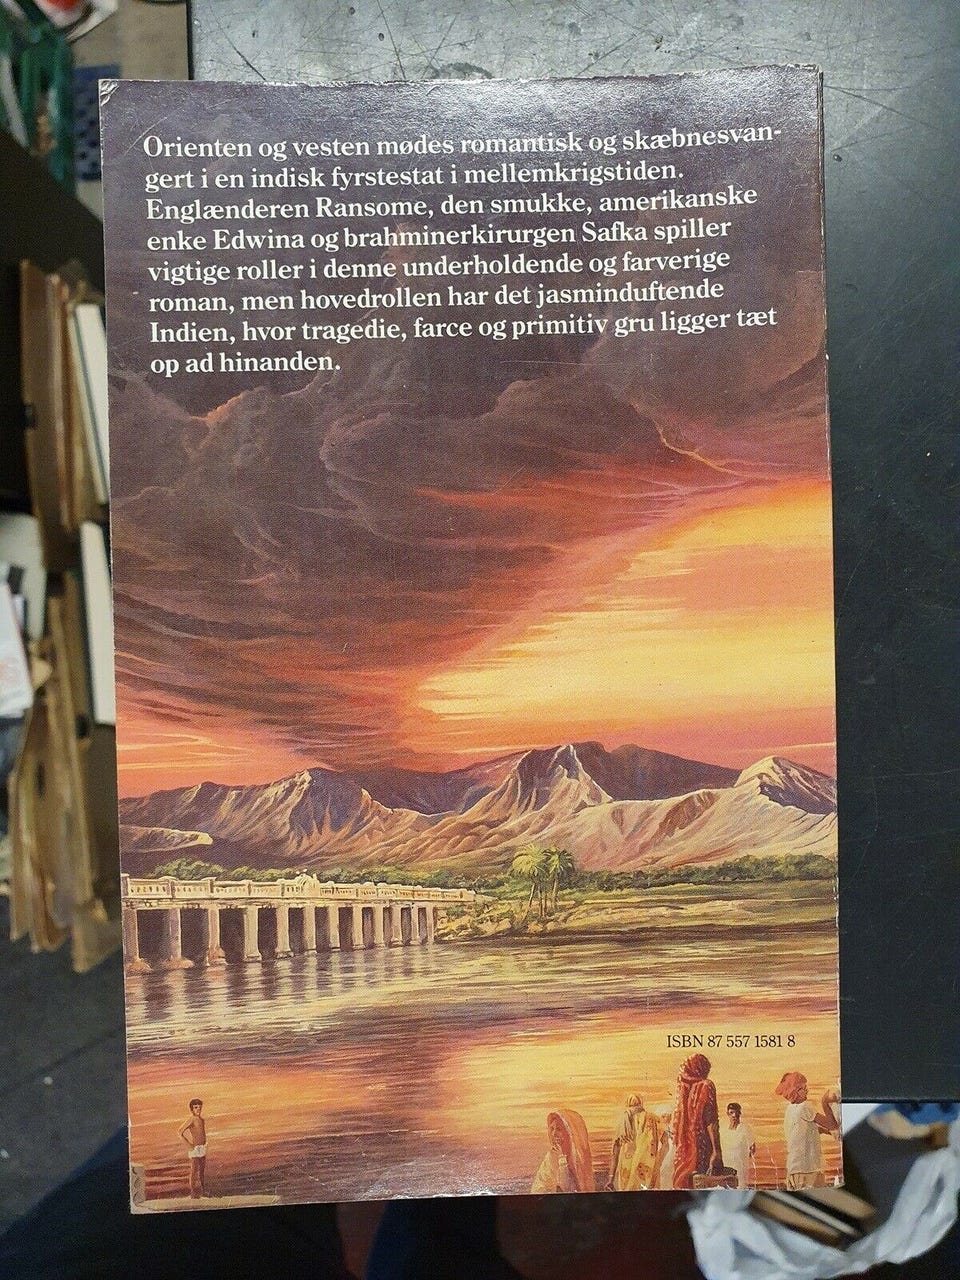 Orienten og vesten mødes romantisk og skæbnesvan-
gert i en indisk fyrstestat i mellemkrigstiden.
Englænderen Ransome, den smukke, amerikanske
enke Edwina og brahminerkirurgen Safka spiller
vigtige roller i denne underholdende og farverige
roman, men hovedrollen har det jasminduftende
Indien, hvor tragedie, farce og primitiv gru ligger tæt
op ad hinanden.
ISBN 87 557 1581 8